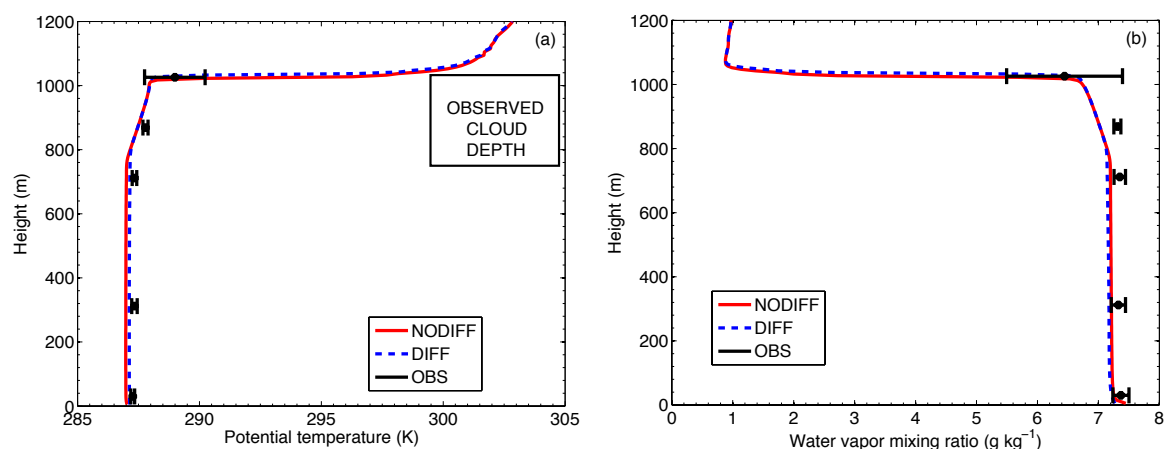 1200
1000
800
600
400
200
0
Height (m)
(a)
OBSERVED
CLOUD
DEPTH
NODIFF
DIFF
OBS
285
290
295
300
305
Potential temperature (K)
1200
1000
800
600
400
200
0
Height (m)
(b)
NODIFF
DIFF
OBS
0
1
2
3
4
5
6
7
8
Water vapor mixing ratio (g kg⁻¹)